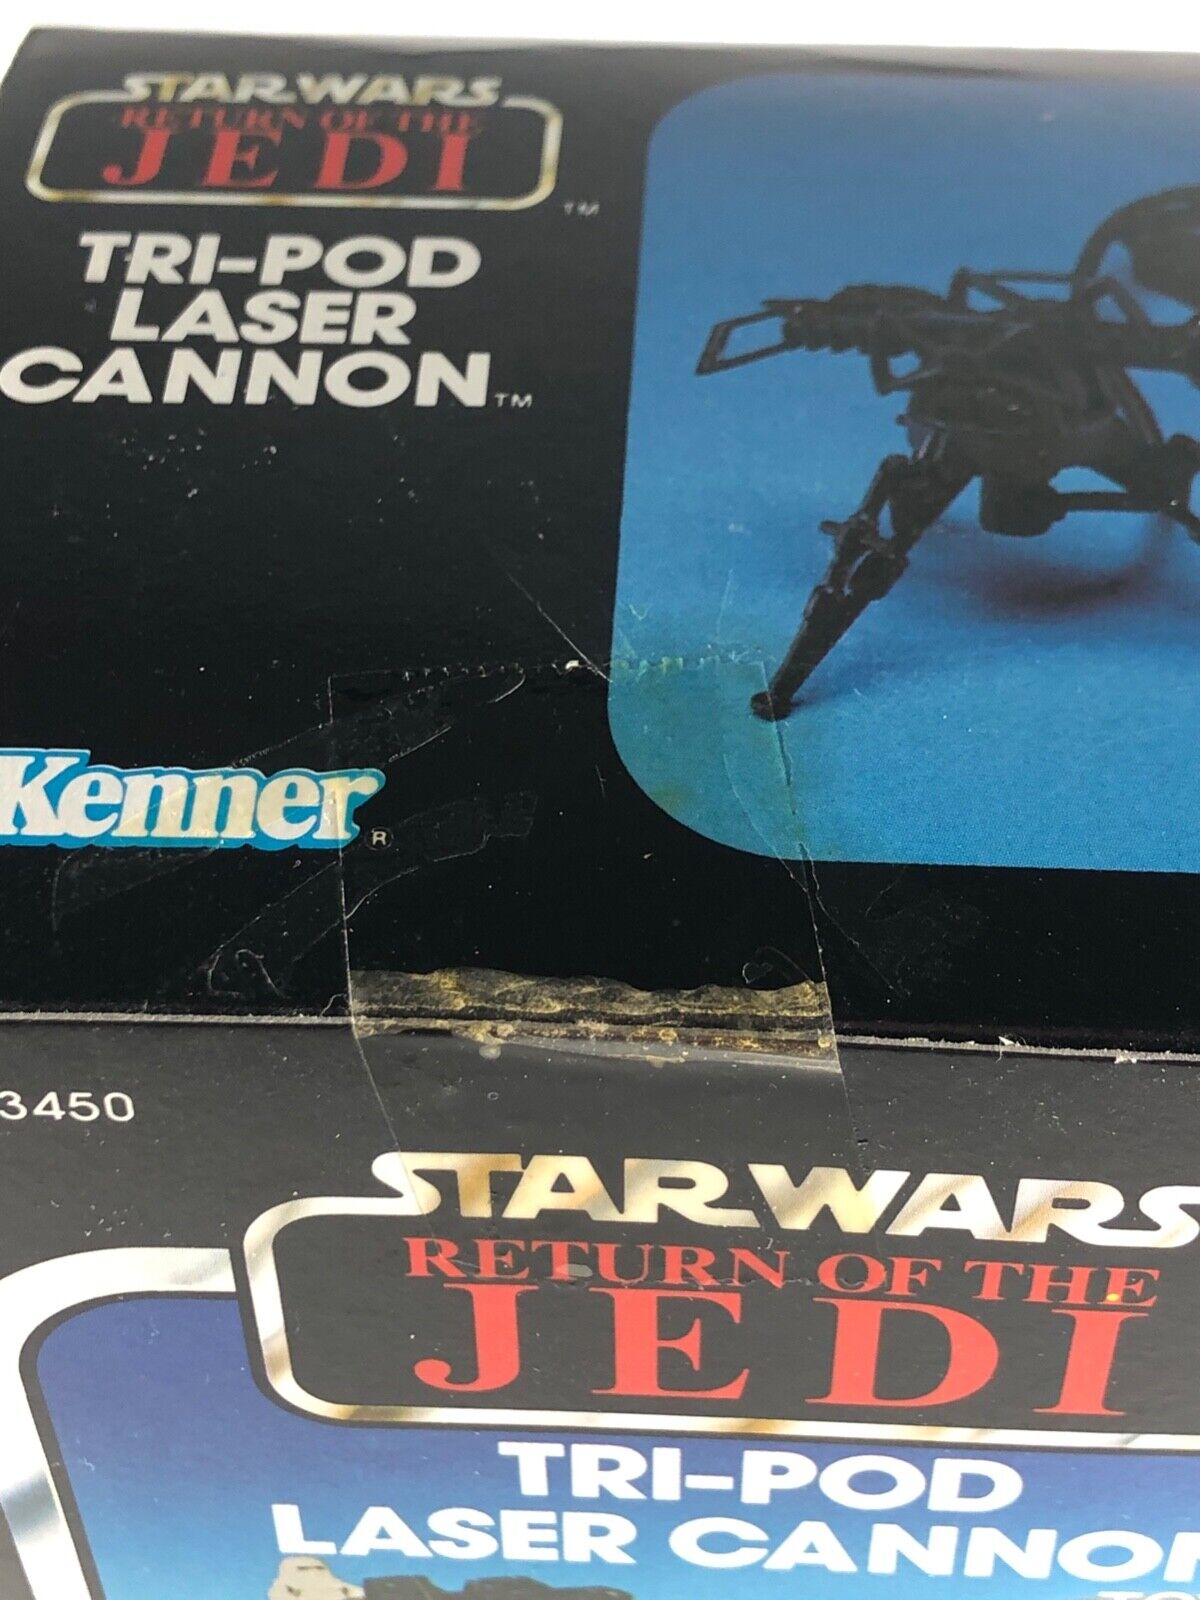 STAR WARS
RETURN OF THE
JEDI
TM
TRI-POD
LASER
CANNON TM
Kenner ®
3450
STAR WARS
RETURN OF THE
JEDI
TRI-POD
LASER CANNON